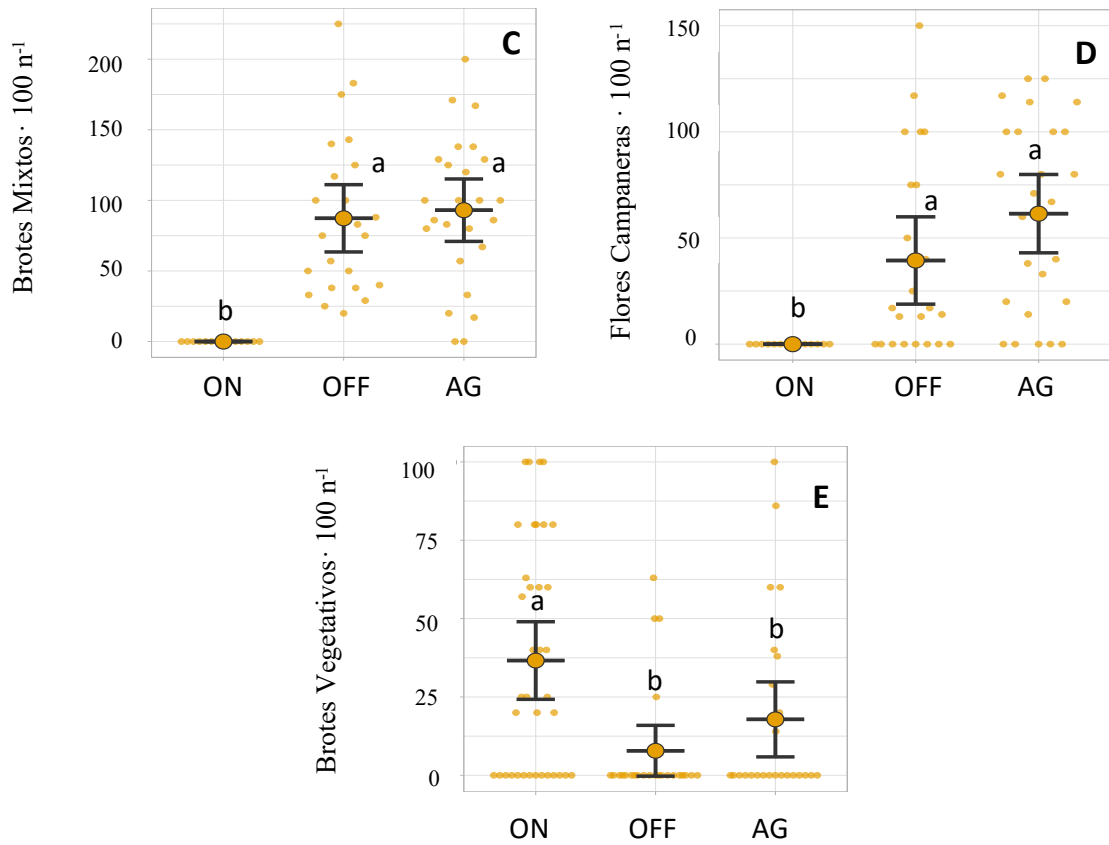 C
Brotes Mixtos· 100 n⁻¹
200
150
100
50
0
b
a
a
ON OFF AG
D
Flores Campaneras · 100 n⁻¹
150
100
50
0
b
a
a
ON OFF AG
E
Brotes Vegetativos· 100 n⁻¹
100
75
50
25
0
a
b
b
ON OFF AG